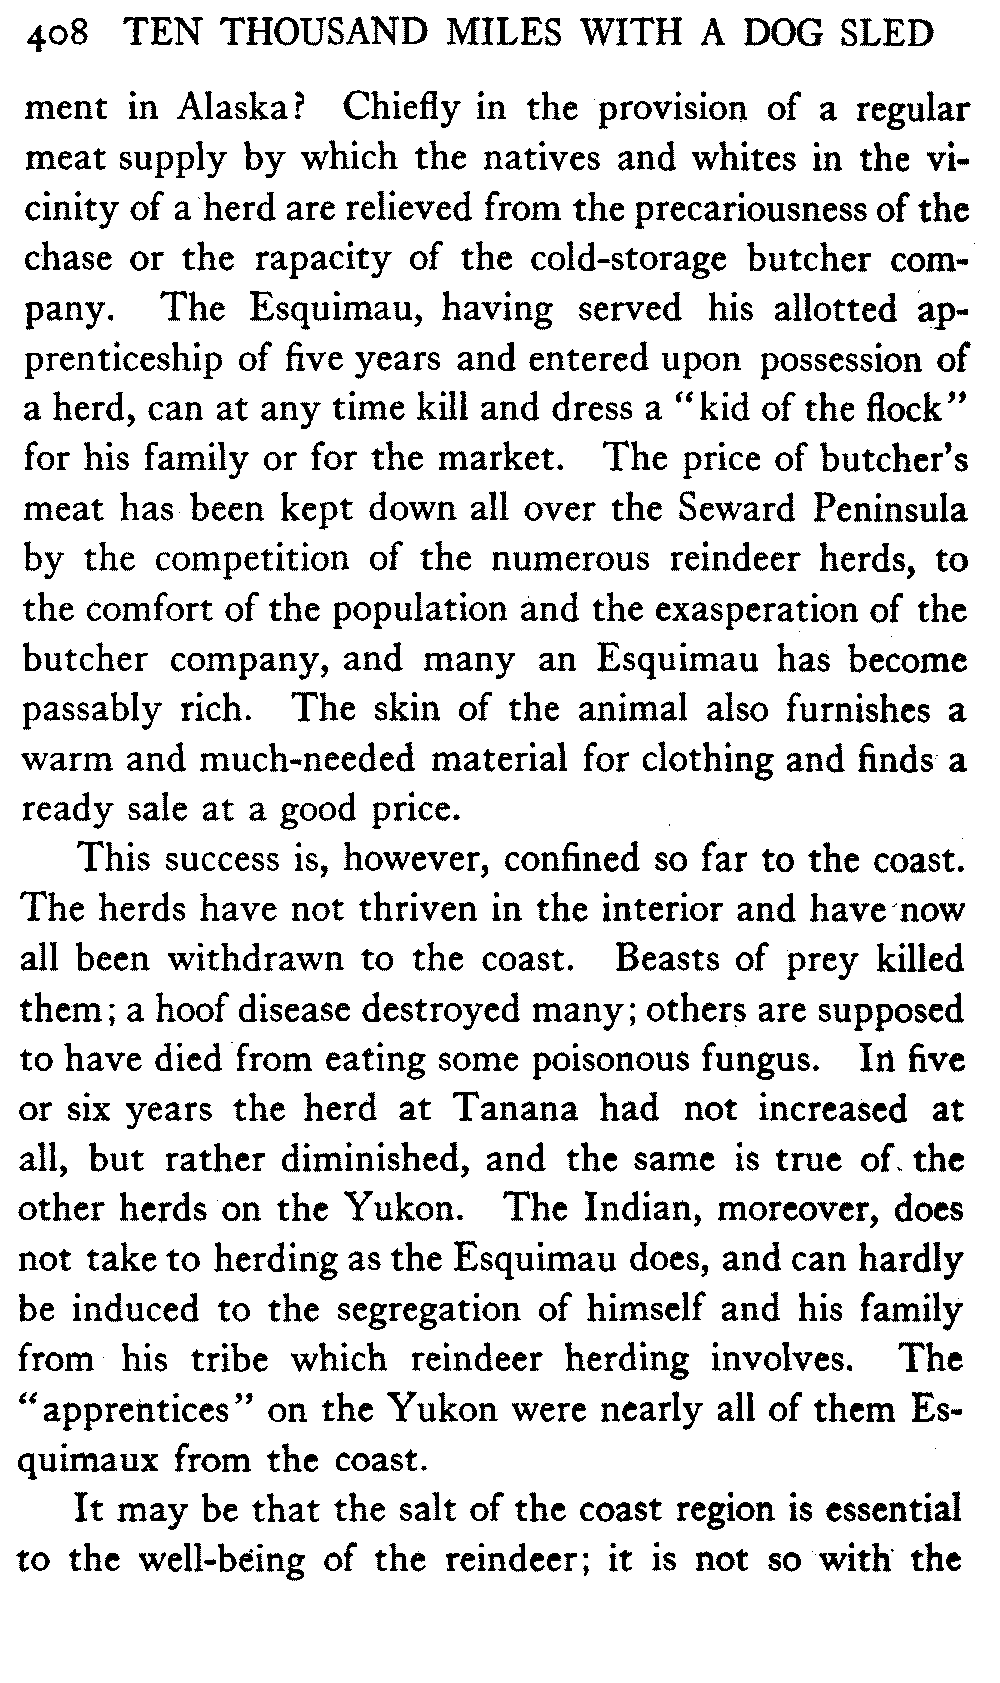 408 TEN THOUSAND MILES WITH A DOG SLED
ment in Alaska? Chiefly in the provision of a regular
meat supply by which the natives and whites in the vi-
cinity of a herd are relieved from the precariousness of the
chase or the rapacity of the cold-storage butcher com-
pany. The Esquimau, having served his allotted ap-
prenticeship of five years and entered upon possession of
a herd, can at any time kill and dress a "kid of the flock"
for his family or for the market. The price of butcher's
meat has been kept down all over the Seward Peninsula
by the competition of the numerous reindeer herds, to
the comfort of the population and the exasperation of the
butcher company, and many an Esquimau has become
passably rich. The skin of the animal also furnishes a
warm and much-needed material for clothing and finds a
ready sale at a good price.
This success is, however, confined so far to the coast.
The herds have not thriven in the interior and have now
all been withdrawn to the coast. Beasts of prey killed
them; a hoof disease destroyed many; others are supposed
to have died from eating some poisonous fungus. In five
or six years the herd at Tanana had not increased at
all, but rather diminished, and the same is true of the
other herds on the Yukon. The Indian, moreover, does
not take to herding as the Esquimau does, and can hardly
be induced to the segregation of himself and his family
from his tribe which reindeer herding involves. The
"apprentices" on the Yukon were nearly all of them Es-
quimaux from the coast.
It may be that the salt of the coast region is essential
to the well-being of the reindeer; it is not so with the